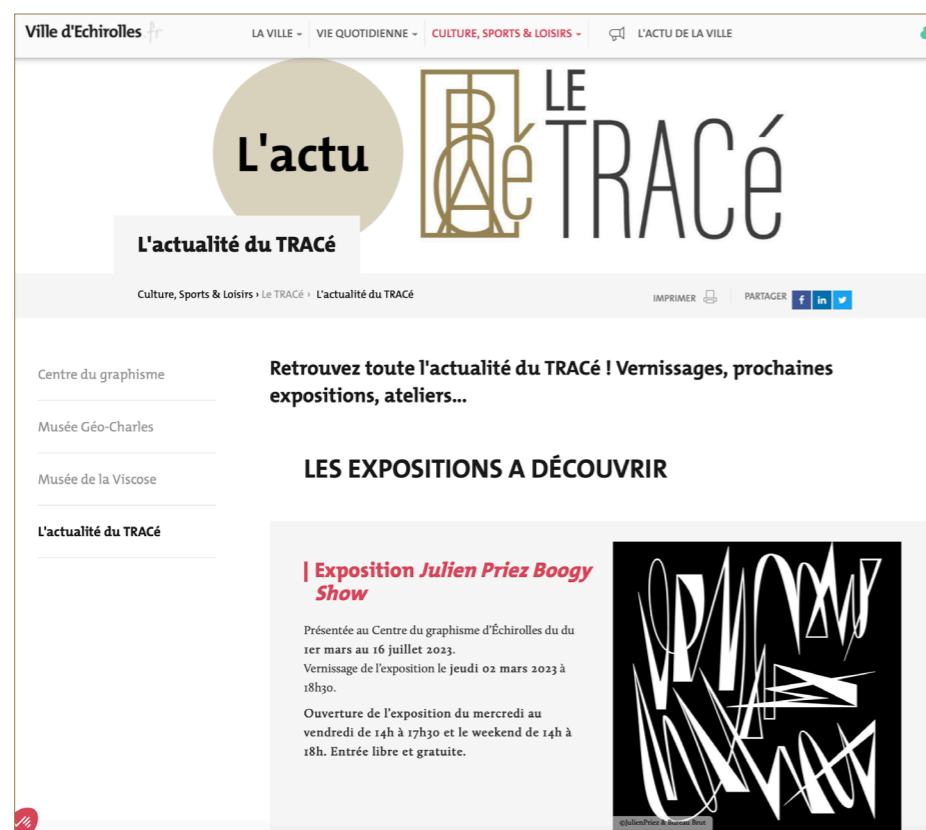 Ville d'Echirolles .fr
LA VILLE
VIE QUOTIDIENNE
CULTURE, SPORTS & LOISIRS
L'ACTU DE LA VILLE
L'actu
LE
TRACé
L'actualité du TRACé
Culture, Sports & Loisirs › Le TRACé › L'actualité du TRACé
IMPRIMER
PARTAGER
Centre du graphisme
Musée Géo-Charles
Musée de la Viscose
L'actualité du TRACé
Retrouvez toute l'actualité du TRACé ! Vernissages, prochaines
expositions, ateliers...
LES EXPOSITIONS A DÉCOUVRIR
| Exposition Julien Priez Boogy
Show
Présentée au Centre du graphisme d'Échirolles du du
1er mars au 16 juillet 2023.
Vernissage de l'exposition le jeudi 02 mars 2023 à
18h30.
Ouverture de l'exposition du mercredi au
vendredi de 14h à 17h30 et le weekend de 14h à
18h. Entrée libre et gratuite.
©JulienPriez & Bureau Brut